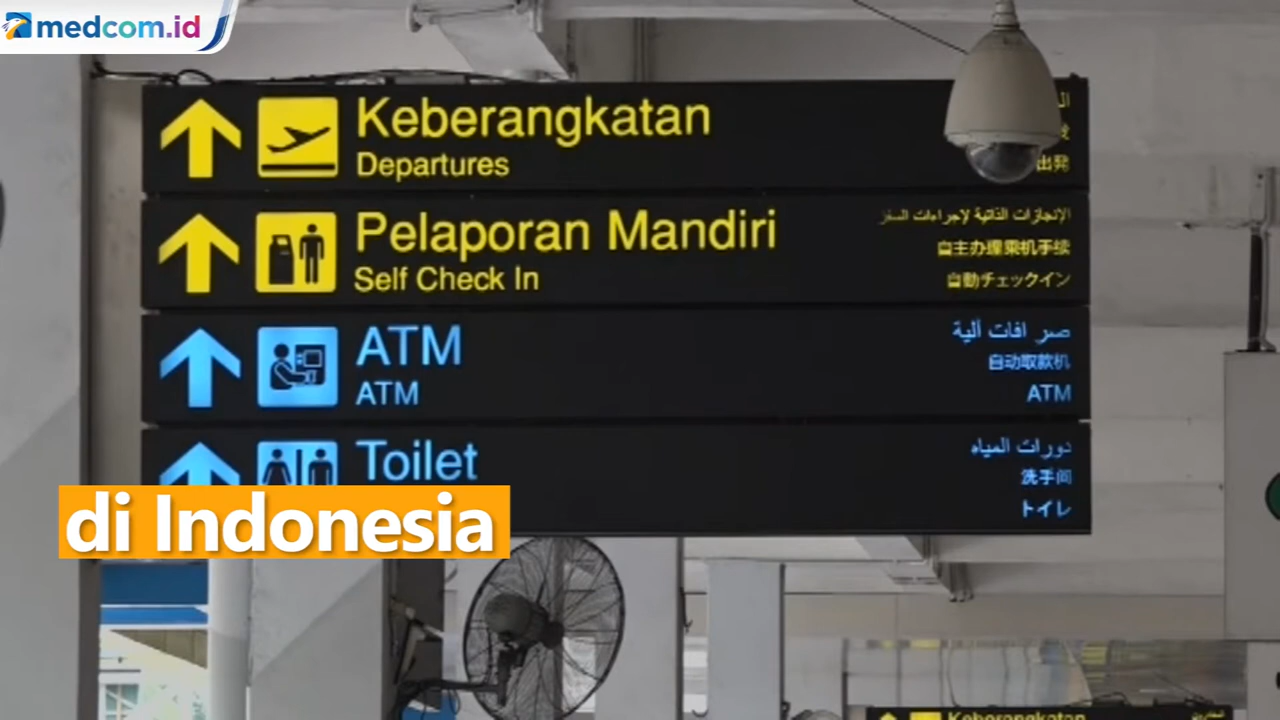 medcom.id
Keberangkatan
Departures
出発
Pelaporan Mandiri
Self Check In
الإنجازات الذاتية لإجراءات السفر
自主办理乘机手续
自動チェックイン
ATM
ATM
صر افات آلية
自动取款机
ATM
Toilet
دورات المياه
洗手间
トイレ
di Indonesia
Keberangkatan